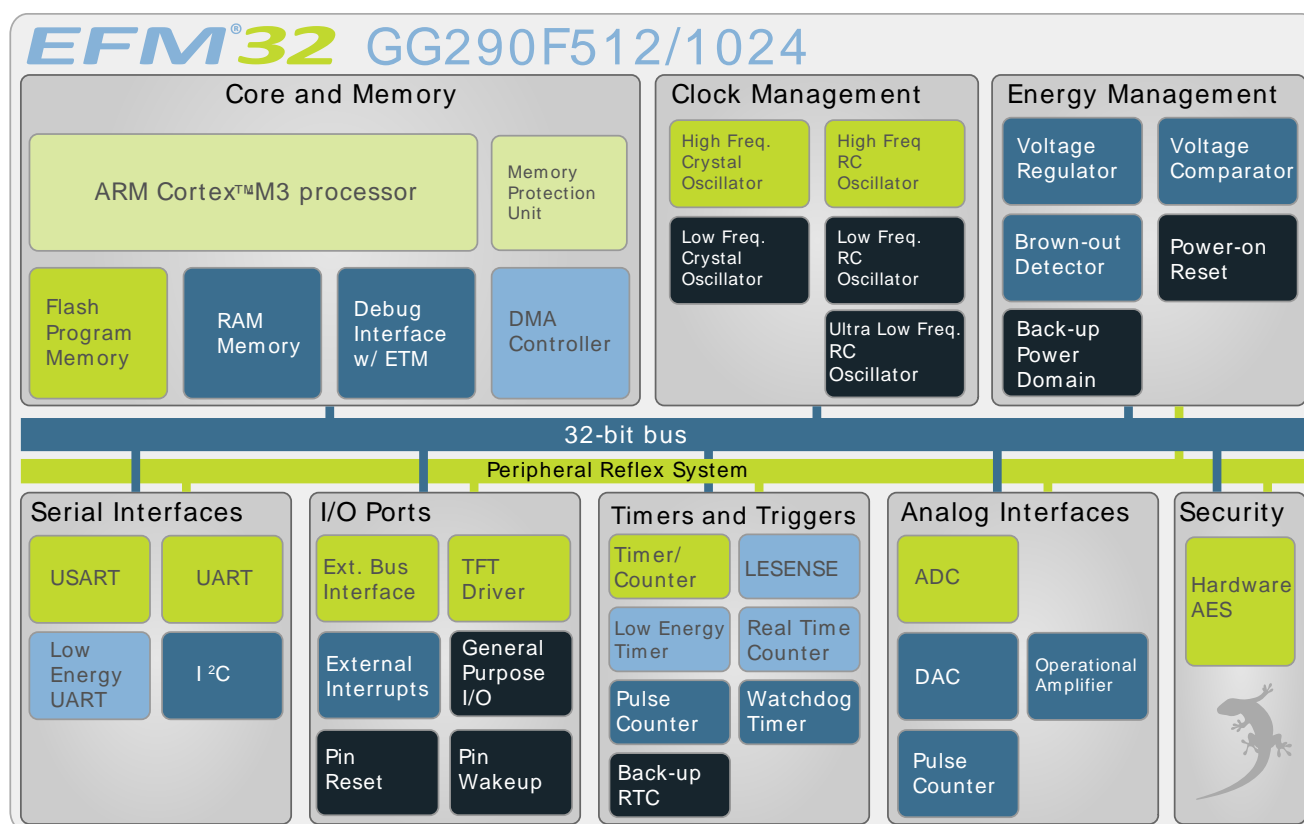 EFM®32 GG290F512/1024
Core and Memory
ARM Cortex™M3 processor
Memory
Protection
Unit
Flash
Program
Memory
RAM
Memory
Debug
Interface
w/ ETM
DMA
Controller
Clock Management
High Freq.
Crystal
Oscillator
High Freq
RC
Oscillator
Low Freq.
Crystal
Oscillator
Low Freq.
RC
Oscillator
Ultra Low Freq.
RC
Oscillator
Energy Management
Voltage
Regulator
Voltage
Comparator
Brown-out
Detector
Power-on
Reset
Back-up
Power
Domain
32-bit bus
Peripheral Reflex System
Serial Interfaces
USART
UART
Low
Energy
UART
I²C
I/O Ports
Ext. Bus
Interface
TFT
Driver
External
Interrupts
General
Purpose
I/O
Pin
Reset
Pin
Wakeup
Timers and Triggers
Timer/
Counter
LESENSE
Low Energy
Timer
Real Time
Counter
Pulse
Counter
Watchdog
Timer
Back-up
RTC
Analog Interfaces
ADC
DAC
Operational
Amplifier
Pulse
Counter
Security
Hardware
AES